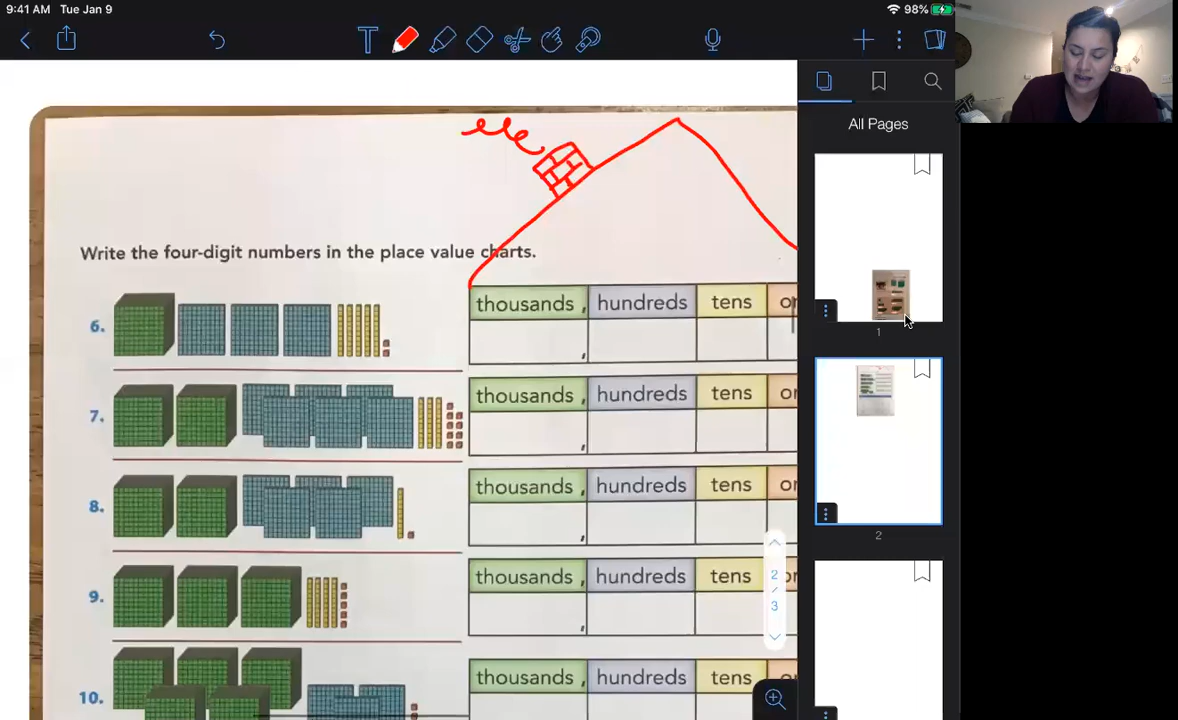 9:41 AM Tue Jan 9
98%
All Pages
Write the four-digit numbers in the place value charts.
6.
thousands, hundreds tens
7.
thousands, hundreds tens
8.
thousands, hundreds tens
9.
thousands, hundreds tens
10.
thousands, hundreds tens
,
,
,
,
2
/
3
1
2